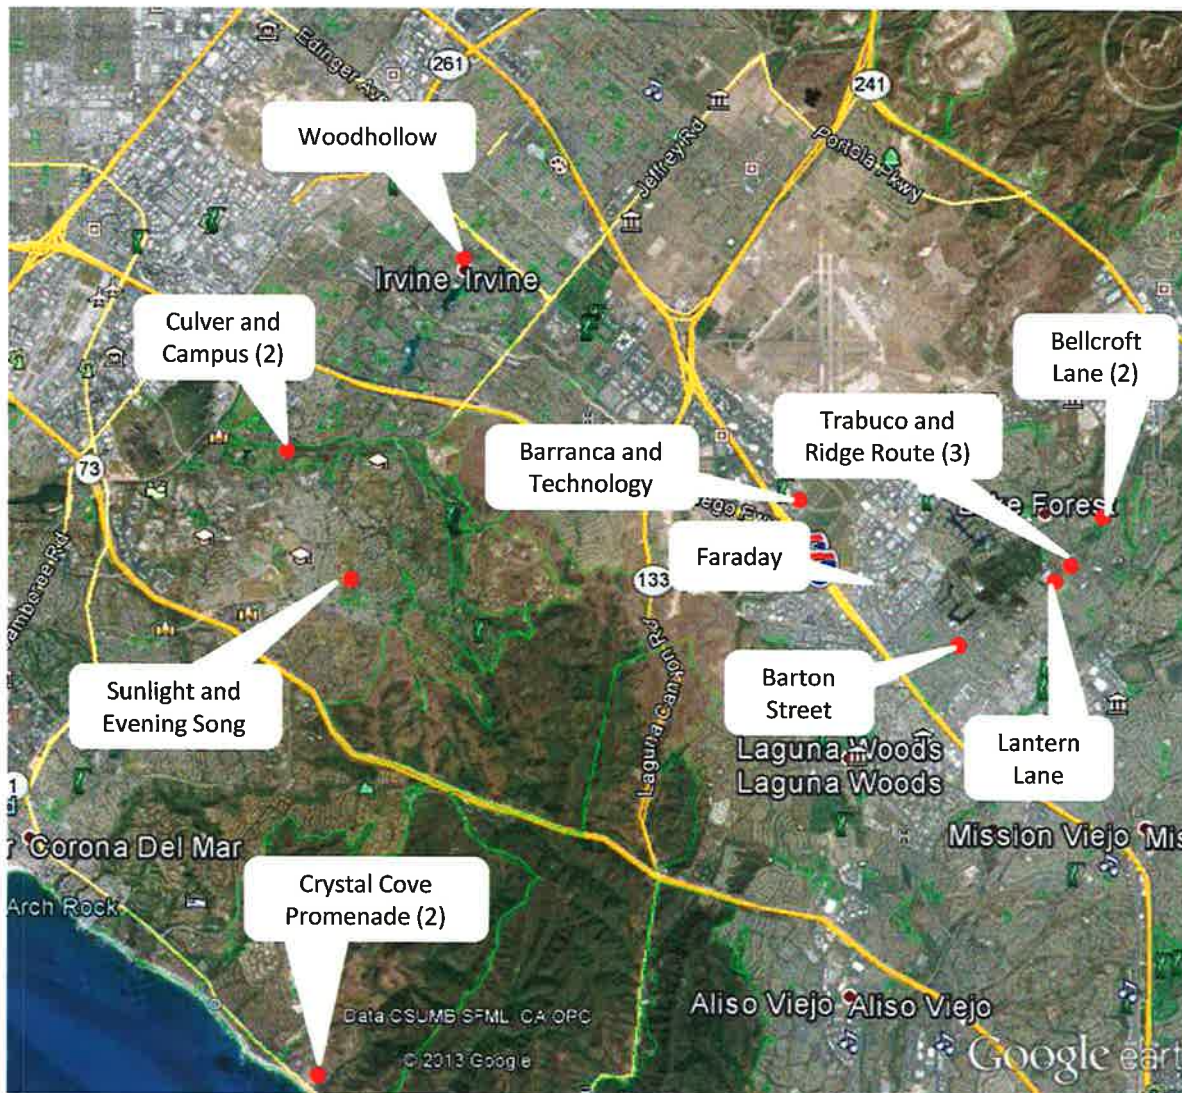 Edinger Ave
261
241
Woodhollow
Jeffrey Rd
Portola Pkwy
Irvine Irvine
Culver and
Campus (2)
Bellcroft
Lane (2)
Trabuco and
Ridge Route (3)
Barranca and
Technology
73
Forest
Faraday
133
Laguna Canyon Rd
Sunlight and
Evening Song
Barton
Street
Lantern
Lane
Laguna Woods
Laguna Woods
1
Corona Del Mar
Mission Viejo
Arch Rock
Crystal Cove
Promenade (2)
Aliso Viejo Aliso Viejo
Data CSUMB SFML, CA OPC
© 2013 Google
Google eart